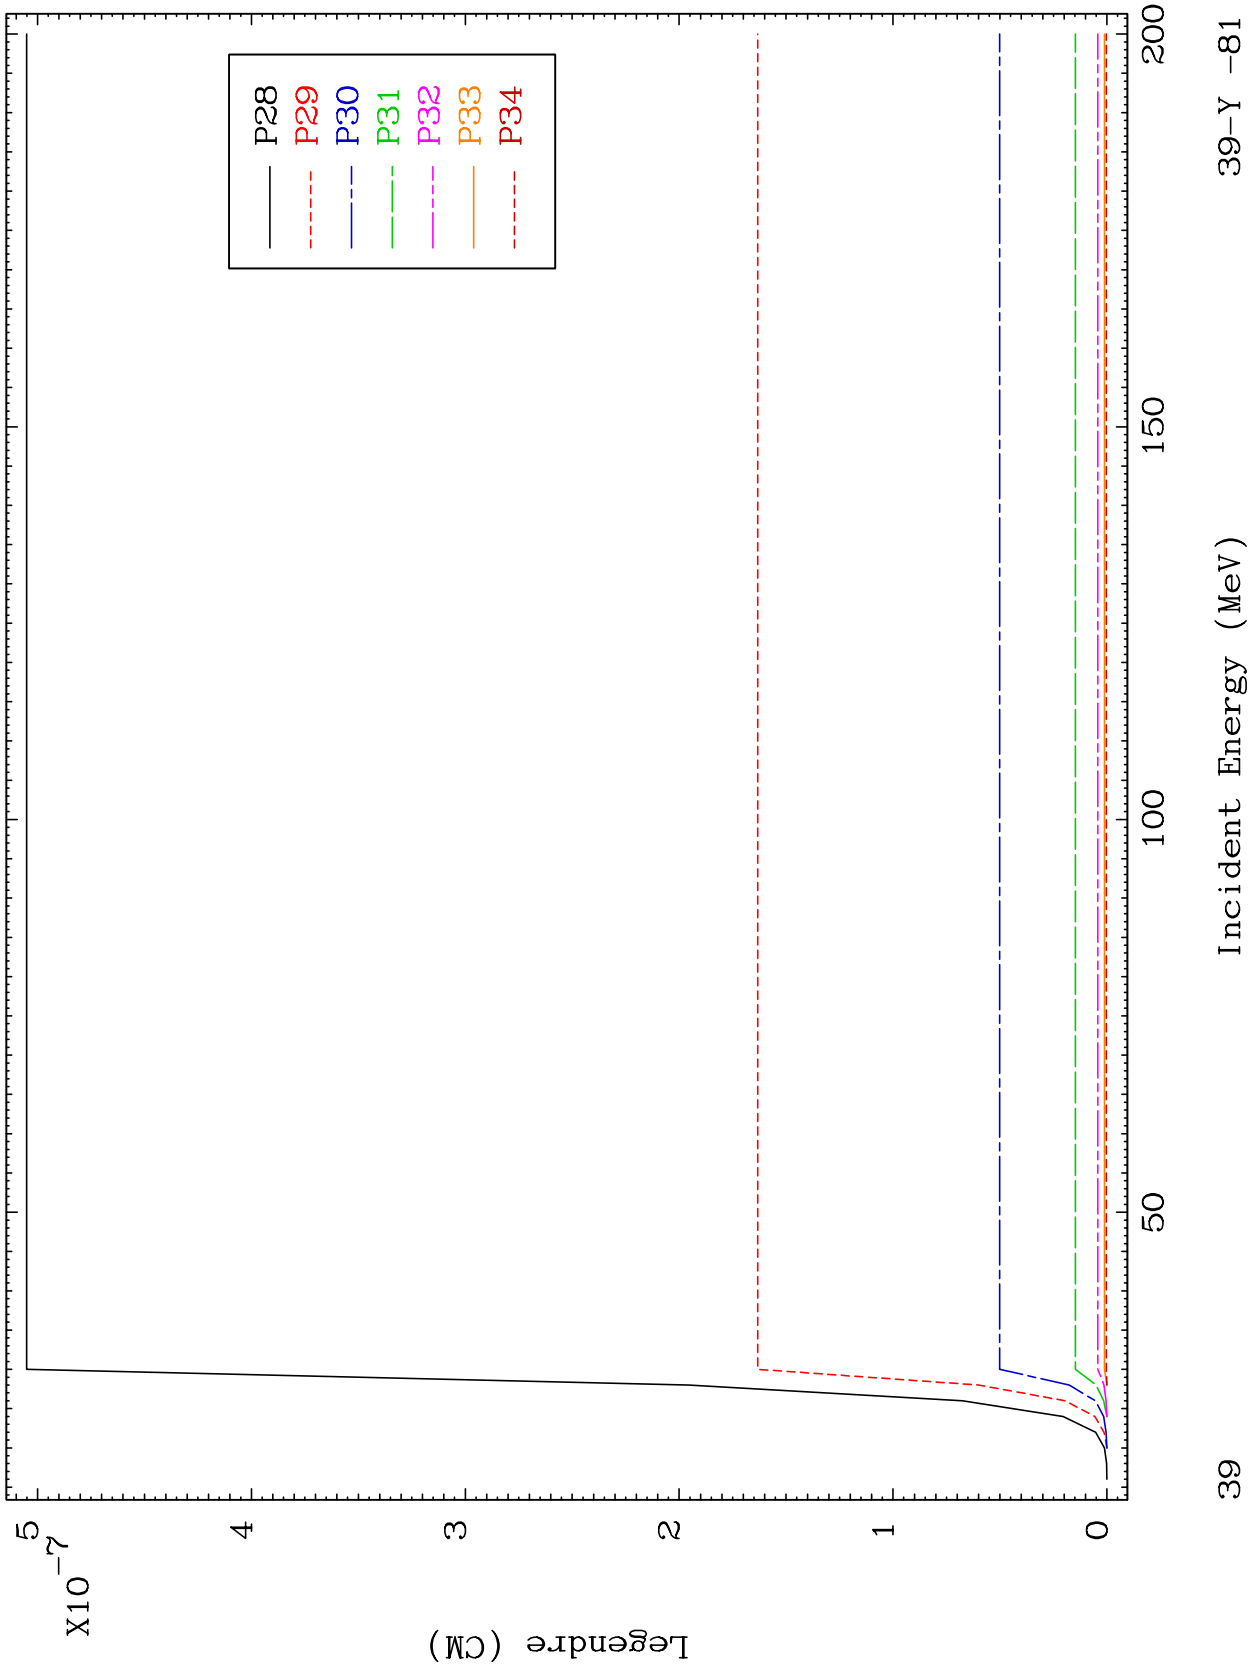 5
4
3
2
1
0
X10⁻⁷
Legendre (CM)
P28
P29
P30
P31
P32
P33
P34
50
100
150
200
Incident Energy (MeV)
39
39-Y -81